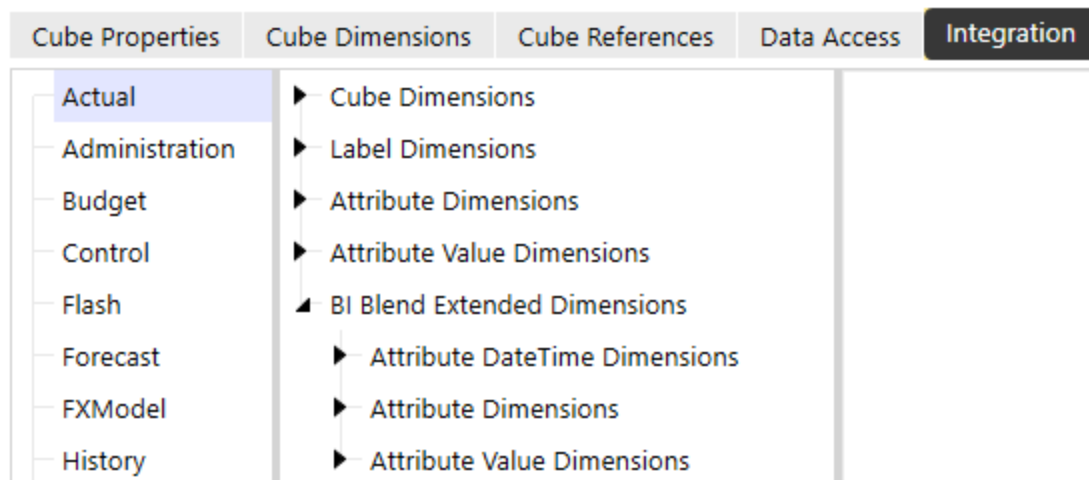 Cube Properties Cube Dimensions Cube References Data Access Integration
Actual
Administration
Budget
Control
Flash
Forecast
FXModel
History
Cube Dimensions
Label Dimensions
Attribute Dimensions
Attribute Value Dimensions
BI Blend Extended Dimensions
Attribute DateTime Dimensions
Attribute Dimensions
Attribute Value Dimensions